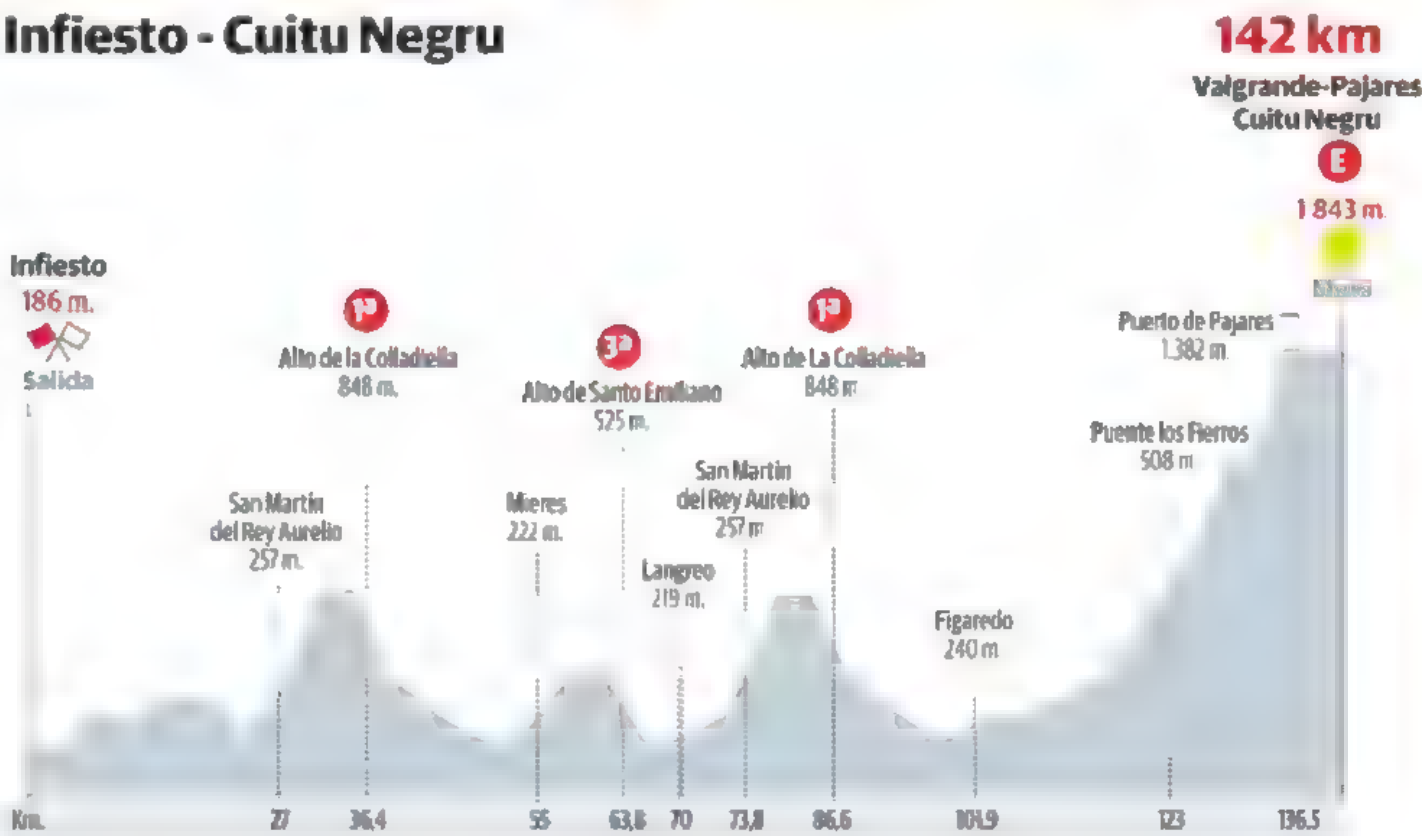 Infiesto - Cuitu Negru
142 km
Valgrande-Pajares
Cuitu Negru
E
1 843 m.
Infiesto
186 m.
Salida
1ª
Alto de la Colladiella
848 m.
3ª
Alto de Santo Emiliano
525 m.
1ª
Alto de La Colladiella
848 m
Puerto de Pajares
1.382 m.
Puente los Fierros
508 m
San Martín
del Rey Aurelio
257 m.
Mieres
222 m.
San Martín
del Rey Aurelio
257 m
Langreo
219 m.
Figaredo
240 m
Km. 27 36,4 55 63,8 70 73,8 86,6 101.9 123 136.5